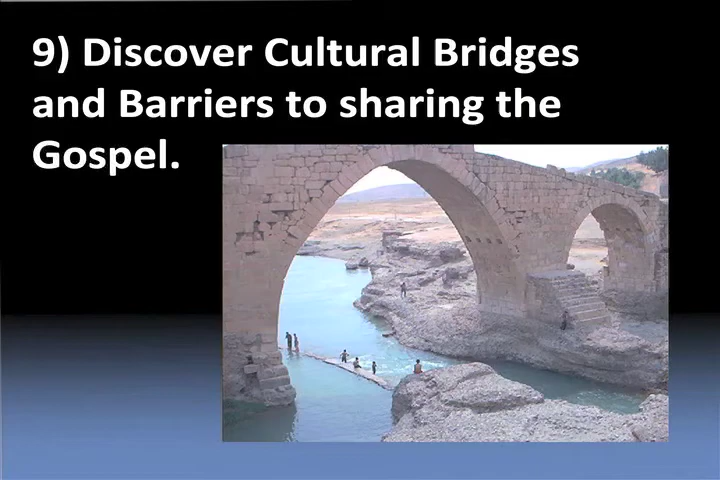 9) Discover Cultural Bridges
and Barriers to sharing the
Gospel.